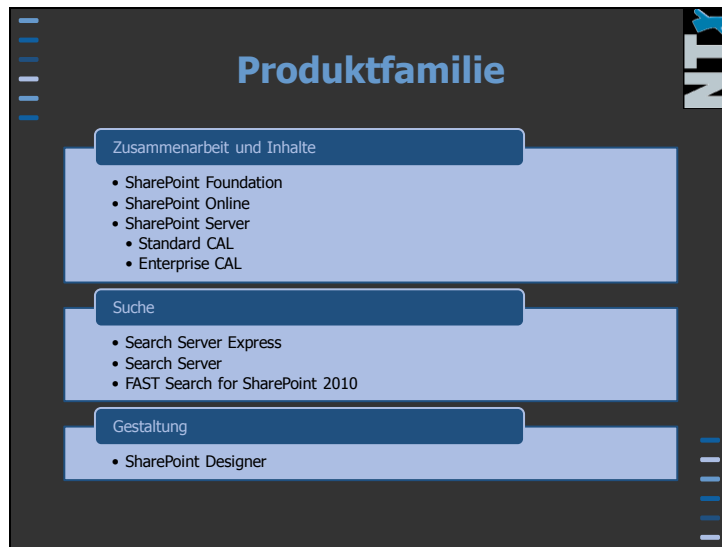 Produktfamilie
NT
Zusammenarbeit und Inhalte
• SharePoint Foundation
• SharePoint Online
• SharePoint Server
• Standard CAL
• Enterprise CAL
Suche
• Search Server Express
• Search Server
• FAST Search for SharePoint 2010
Gestaltung
• SharePoint Designer